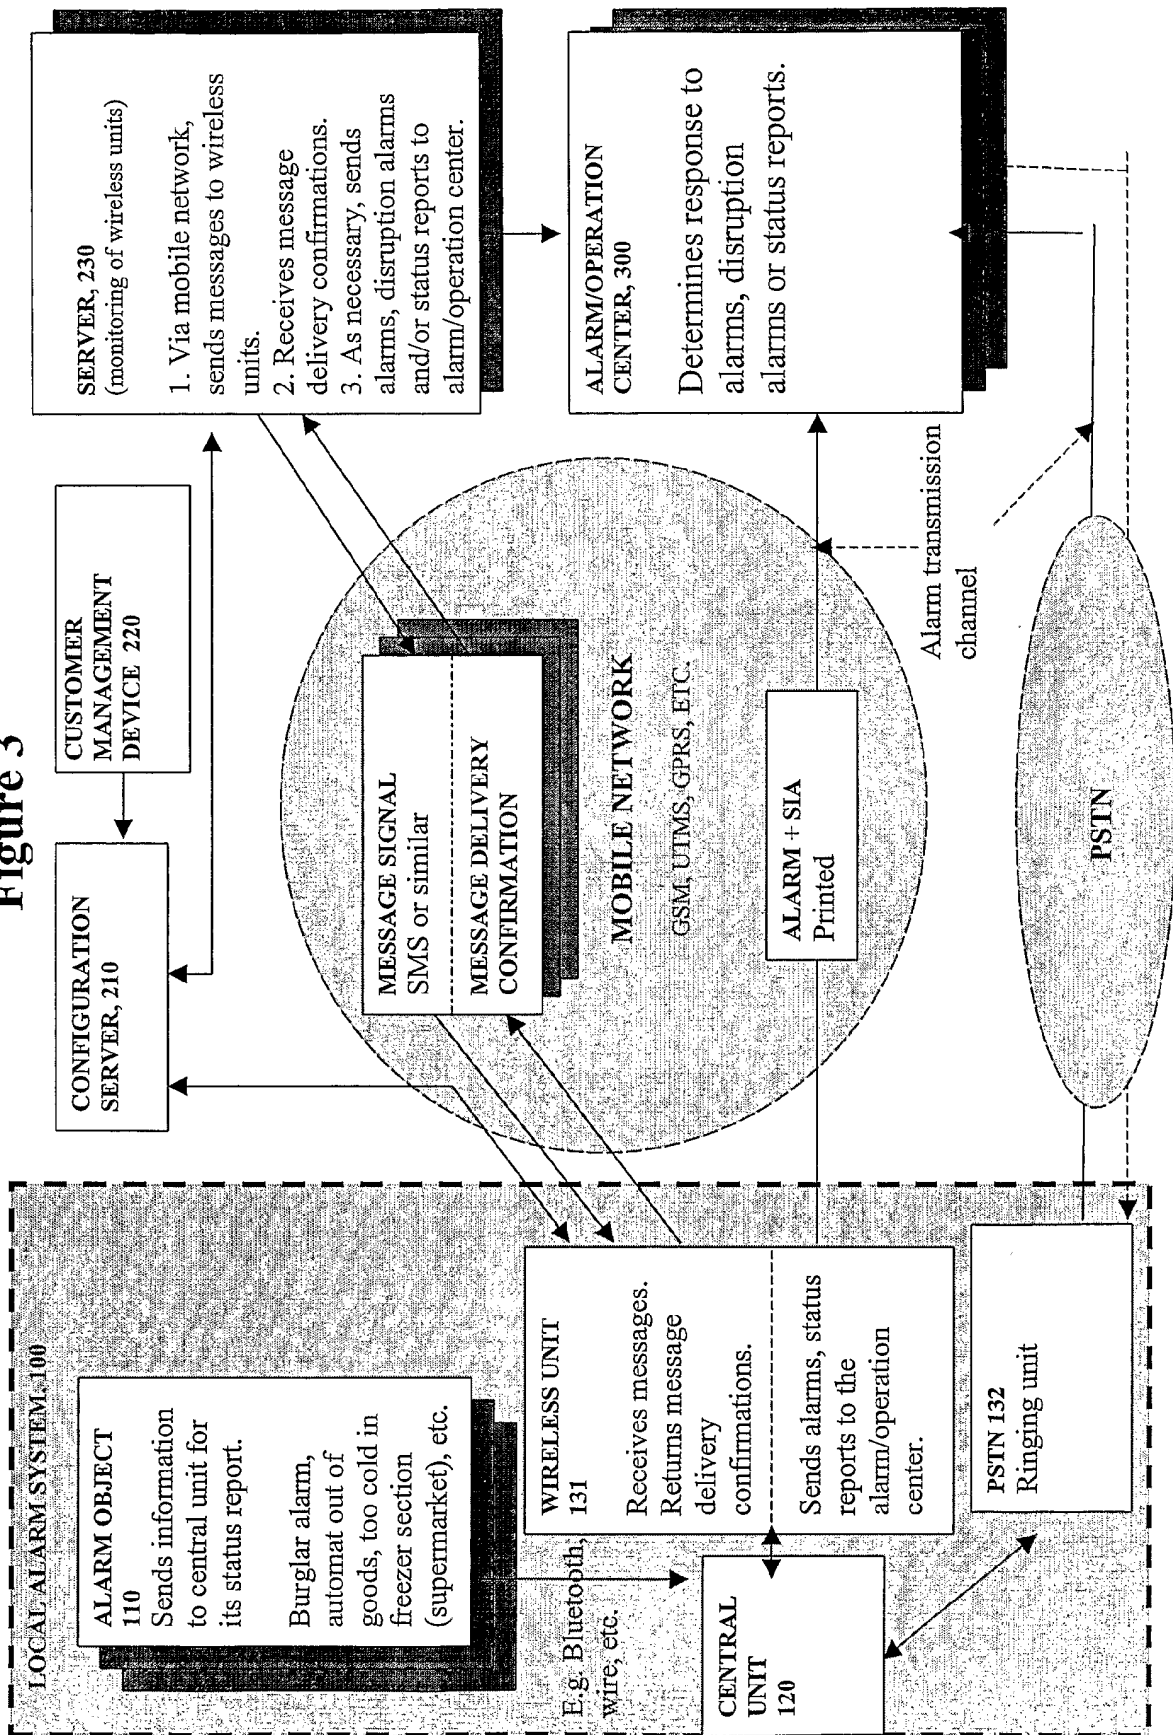 Figure 3
LOCAL ALARM SYSTEM, 100
ALARM OBJECT
110
Sends information
to central unit for
its status report.
Burglar alarm,
automat out of
goods, too cold in
freezer section
(supermarket), etc.
E.g. Bluetooth,
wire, etc.
CENTRAL
UNIT
120
WIRELESS UNIT
131
Receives messages.
Returns message
delivery
confirmations.
Sends alarms, status
reports to the
alarm/operation
center.
PSTN 132
Ringing unit
CONFIGURATION
SERVER, 210
CUSTOMER
MANAGEMENT
DEVICE 220
MESSAGE SIGNAL
SMS or similar
MESSAGE DELIVERY
CONFIRMATION
MOBILE NETWORK
GSM, UTMS, GPRS, ETC.
ALARM + SIA
Printed
Alarm transmission
channel
PSTN
SERVER, 230
(monitoring of wireless units)
1. Via mobile network,
sends messages to wireless
units.
2. Receives message
delivery confirmations.
3. As necessary, sends
alarms, disruption alarms
and/or status reports to
alarm/operation center.
ALARM/OPERATION
CENTER, 300
Determines response to
alarms, disruption
alarms or status reports.